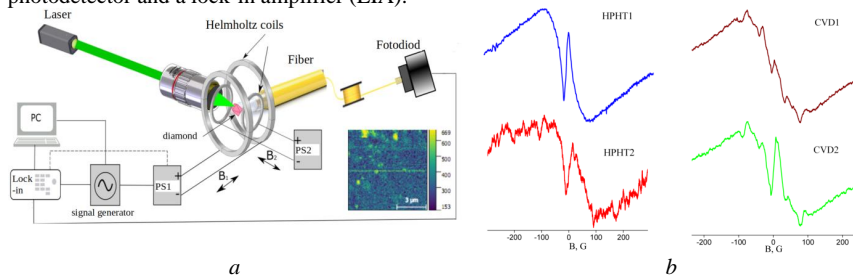 photodetector and a lock-in amplifier (LIA).
Laser
Helmholtz coils
Fiber
Fotodiod
PC
diamond
Lock
-in
signal generator
PS1
+
-
B₁
B₂
+
-
PS2
669
600
500
400
300
200
153
3 µm
a
HPHT1
HPHT2
-200 -100 0 100 200
B, G
CVD1
CVD2
-200 -100 0 100 200
B, G
b